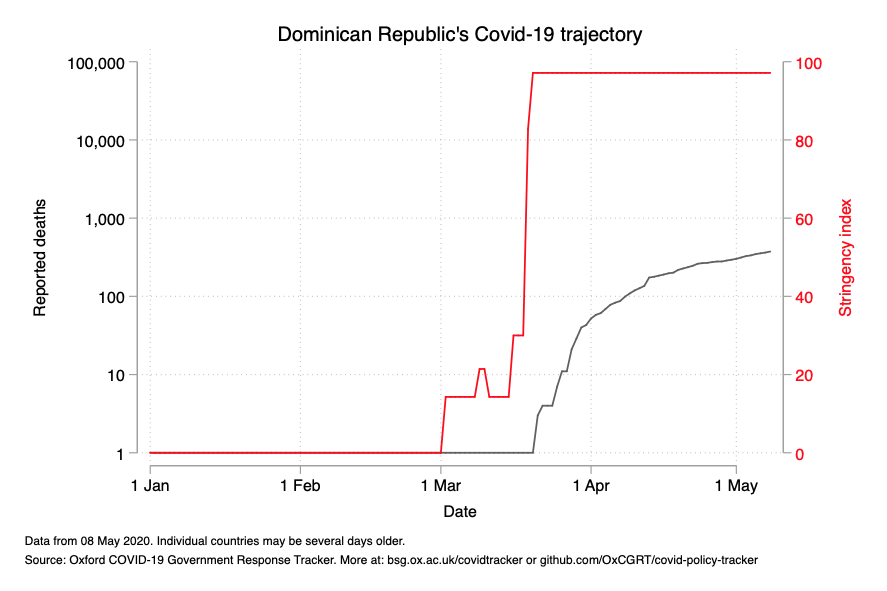 Dominican Republic's Covid-19 trajectory
100,000
10,000
1,000
100
10
1
Reported deaths
100
80
60
40
20
0
Stringency index
1 Jan 1 Feb 1 Mar 1 Apr 1 May
Date
Data from 08 May 2020. Individual countries may be several days older.
Source: Oxford COVID-19 Government Response Tracker. More at: bsg.ox.ac.uk/covidtracker or github.com/OxCGRT/covid-policy-tracker